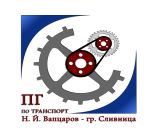 ПГ
ПО ТРАНСПОРТ
Н. Й. Вапцаров - гр. Сливница